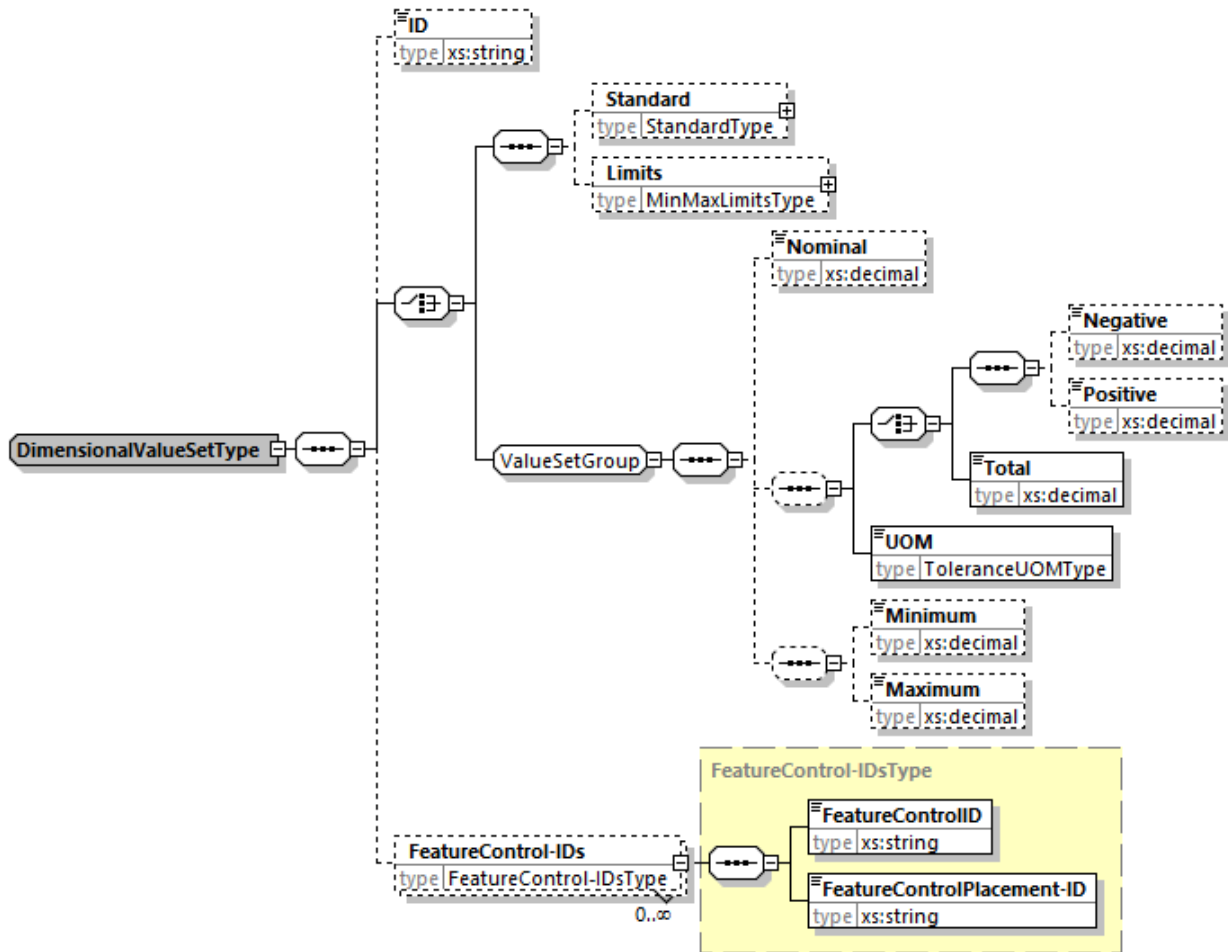 ID
type xs:string
Standard
type StandardType
Limits
type MinMaxLimitsType
Nominal
type xs:decimal
Negative
type xs:decimal
Positive
type xs:decimal
DimensionalValueSetType
ValueSetGroup
Total
type xs:decimal
UOM
type ToleranceUOMType
Minimum
type xs:decimal
Maximum
type xs:decimal
FeatureControl-IDsType
FeatureControlID
type xs:string
FeatureControl-IDs
type FeatureControl-IDsType
0..∞
FeatureControlPlacement-ID
type xs:string